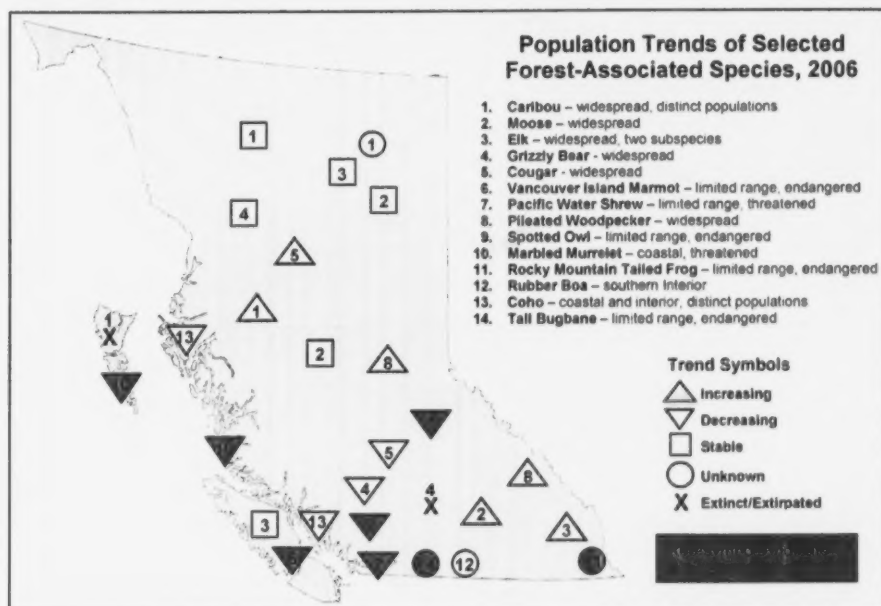 Population Trends of Selected
Forest-Associated Species, 2006
1. Caribou – widespread, distinct populations
2. Moose – widespread
3. Elk – widespread, two subspecies
4. Grizzly Bear - widespread
5. Cougar - widespread
6. Vancouver Island Marmot – limited range, endangered
7. Pacific Water Shrew – limited range, threatened
8. Pileated Woodpecker – widespread
9. Spotted Owl – limited range, endangered
10. Marbled Murrelet – coastal, threatened
11. Rocky Mountain Tailed Frog – limited range, endangered
12. Rubber Boa – southern Interior
13. Coho – coastal and interior, distinct populations
14. Tall Bugbane – limited range, endangered
1
1
3
2
4
5
1
1
X
13
2
8
Trend Symbols
Increasing
Decreasing
Stable
Unknown
X Extinct/Extirpated
5
8
4
4
X
2
3
3
13
12